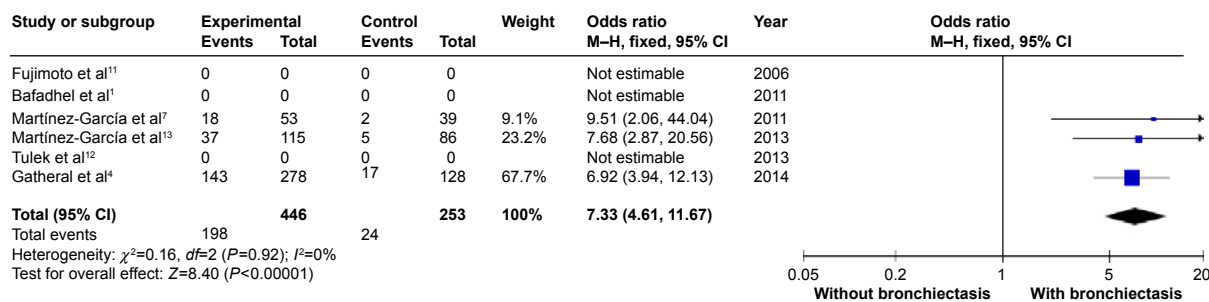 Study or subgroup Experimental Control Weight Odds ratio Year Odds ratio
Events Total Events Total M–H, fixed, 95% CI M–H, fixed, 95% CI
Fujimoto et al¹¹ 0 0 0 0 Not estimable 2006
Bafadhel et al¹ 0 0 0 0 Not estimable 2011
Martínez-García et al⁷ 18 53 2 39 9.1% 9.51 (2.06, 44.04) 2011
Martínez-García et al¹³ 37 115 5 86 23.2% 7.68 (2.87, 20.56) 2013
Tulek et al¹² 0 0 0 0 Not estimable 2013
Gatheral et al⁴ 143 278 17 128 67.7% 6.92 (3.94, 12.13) 2014
Total (95% CI) 446 253 100% 7.33 (4.61, 11.67)
Total events 198 24
Heterogeneity: χ²=0.16, df=2 (P=0.92); I²=0%
Test for overall effect: Z=8.40 (P<0.00001)
0.05 0.2 1 5 20
Without bronchiectasis With bronchiectasis